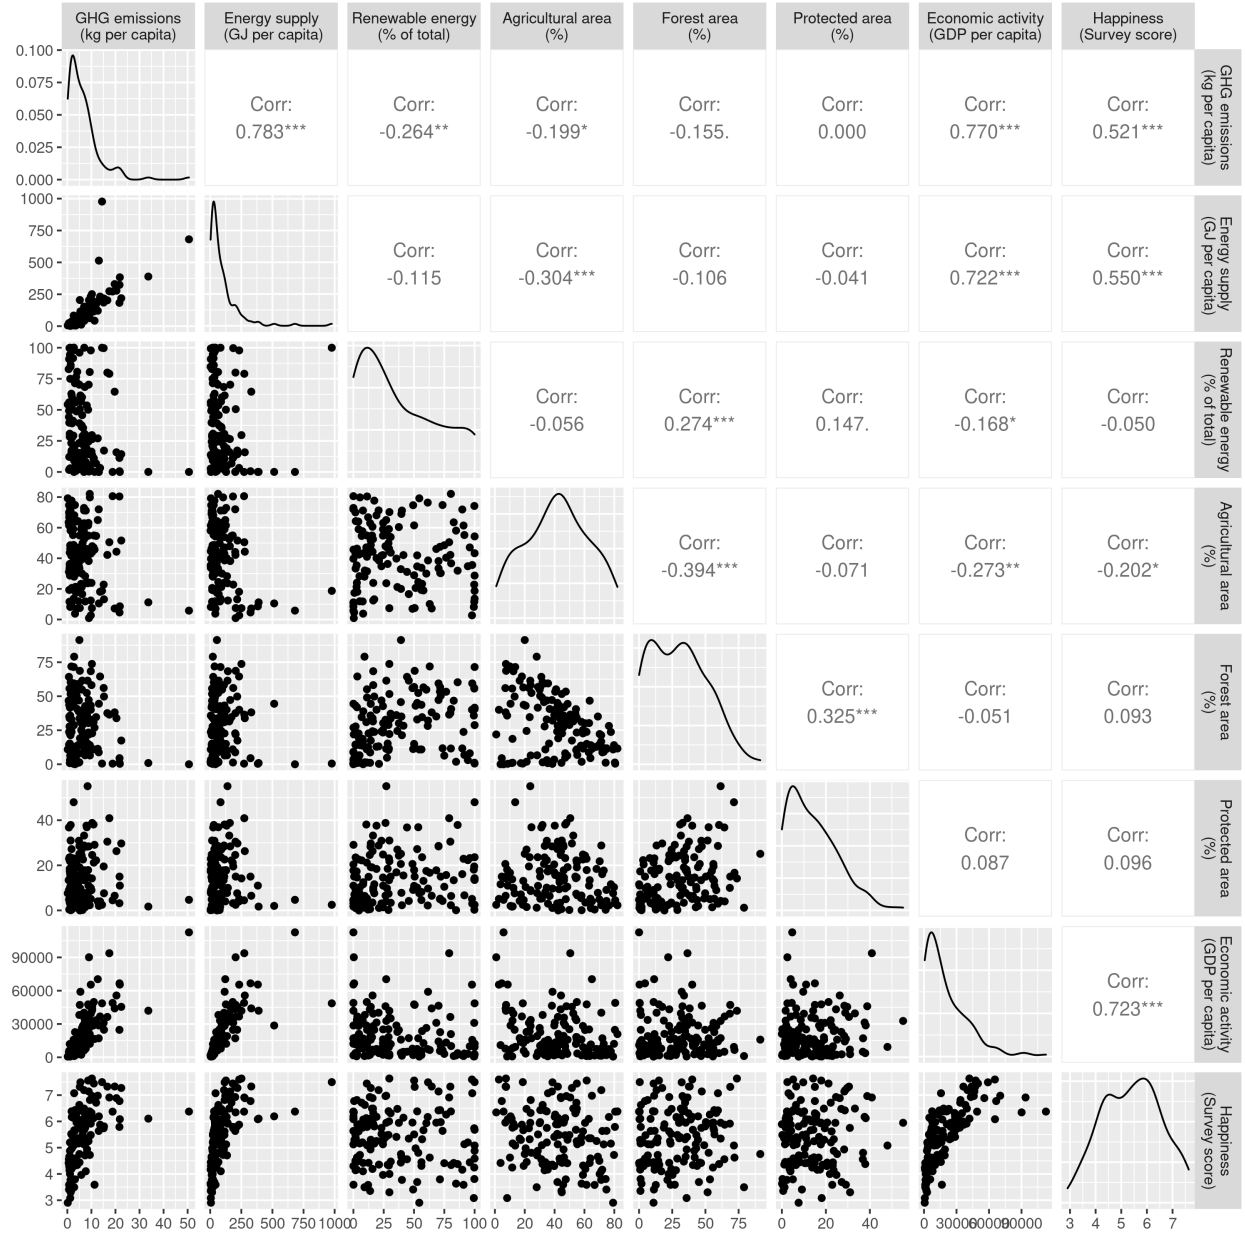 GHG emissions
(kg per capita)
Energy supply
(GJ per capita)
Renewable energy
(% of total)
Agricultural area
(%)
Forest area
(%)
Protected area
(%)
Economic activity
(GDP per capita)
Happiness
(Survey score)
0.100
0.075
0.050
0.025
0.000
Corr:
0.783***
Corr:
-0.264**
Corr:
-0.199*
Corr:
-0.155.
Corr:
0.000
Corr:
0.770***
Corr:
0.521***
GHG emissions
(kg per capita)
1000
750
500
250
0
Corr:
-0.115
Corr:
-0.304***
Corr:
-0.106
Corr:
-0.041
Corr:
0.722***
Corr:
0.550***
Energy supply
(GJ per capita)
100
75
50
25
0
Corr:
-0.056
Corr:
0.274***
Corr:
0.147.
Corr:
-0.168*
Corr:
-0.050
Renewable energy
(% of total)
80
60
40
20
0
Corr:
-0.394***
Corr:
-0.071
Corr:
-0.273**
Corr:
-0.202*
Agricultural area
(%)
75
50
25
0
Corr:
0.325***
Corr:
-0.051
Corr:
0.093
Forest area
(%)
40
20
0
Corr:
0.087
Corr:
0.096
Protected area
(%)
90000
60000
30000
0
Corr:
0.723***
Economic activity
(GDP per capita)
7
6
5
4
3
Happiness
(Survey score)
0 10 20 30 40 50
0 250 500 750 1000
0 25 50 75 100
0 20 40 60 80
0 25 50 75
0 20 40
0 30000 60000 90000
3 4 5 6 7